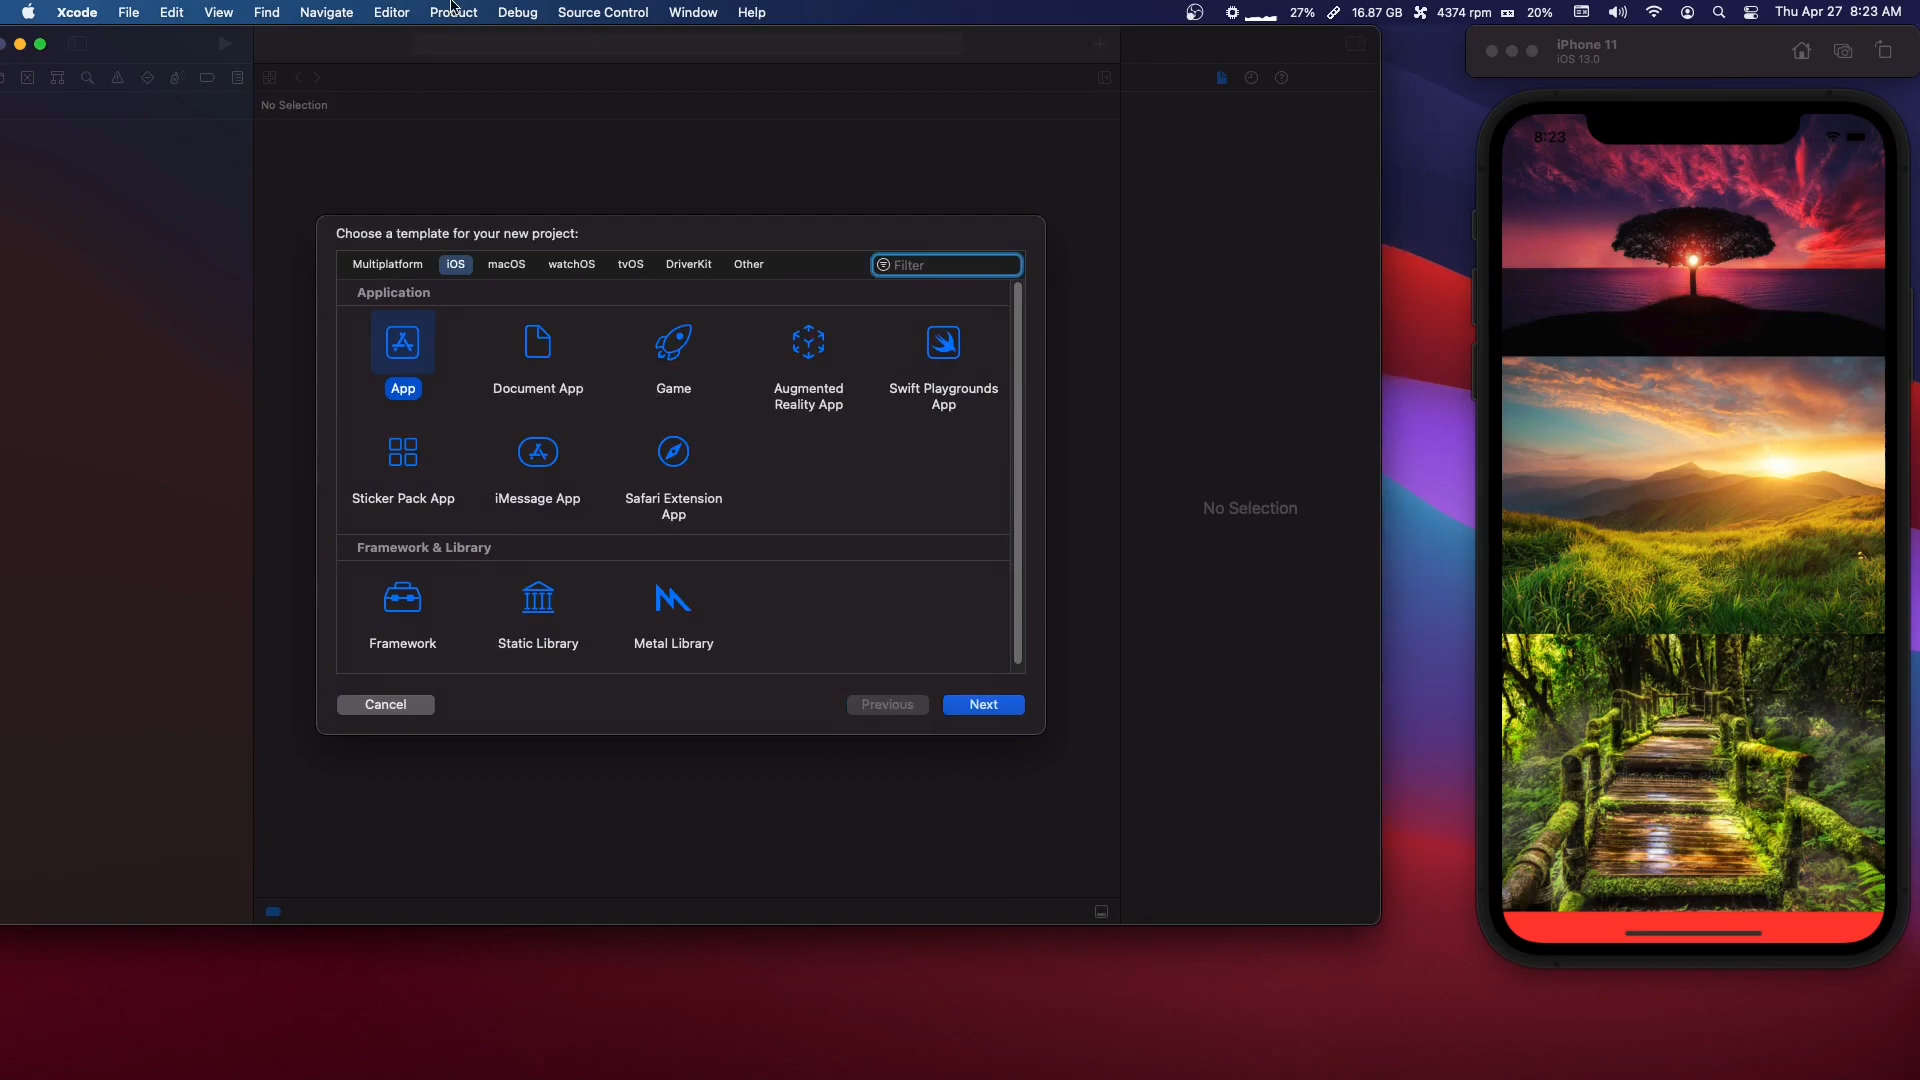 Xcode File Edit View Find Navigate Editor Product Debug Source Control Window Help 27% 16.87 GB 4374 rpm 20% Thu Apr 27 8:23 AM
iPhone 11
iOS 13.0
No Selection
8:23
Choose a template for your new project:
Multiplatform iOS macOS watchOS tvOS DriverKit Other Filter
Application
App Document App Game Augmented Reality App Swift Playgrounds App
Sticker Pack App iMessage App Safari Extension App
No Selection
Framework & Library
Framework Static Library Metal Library
Cancel Previous Next